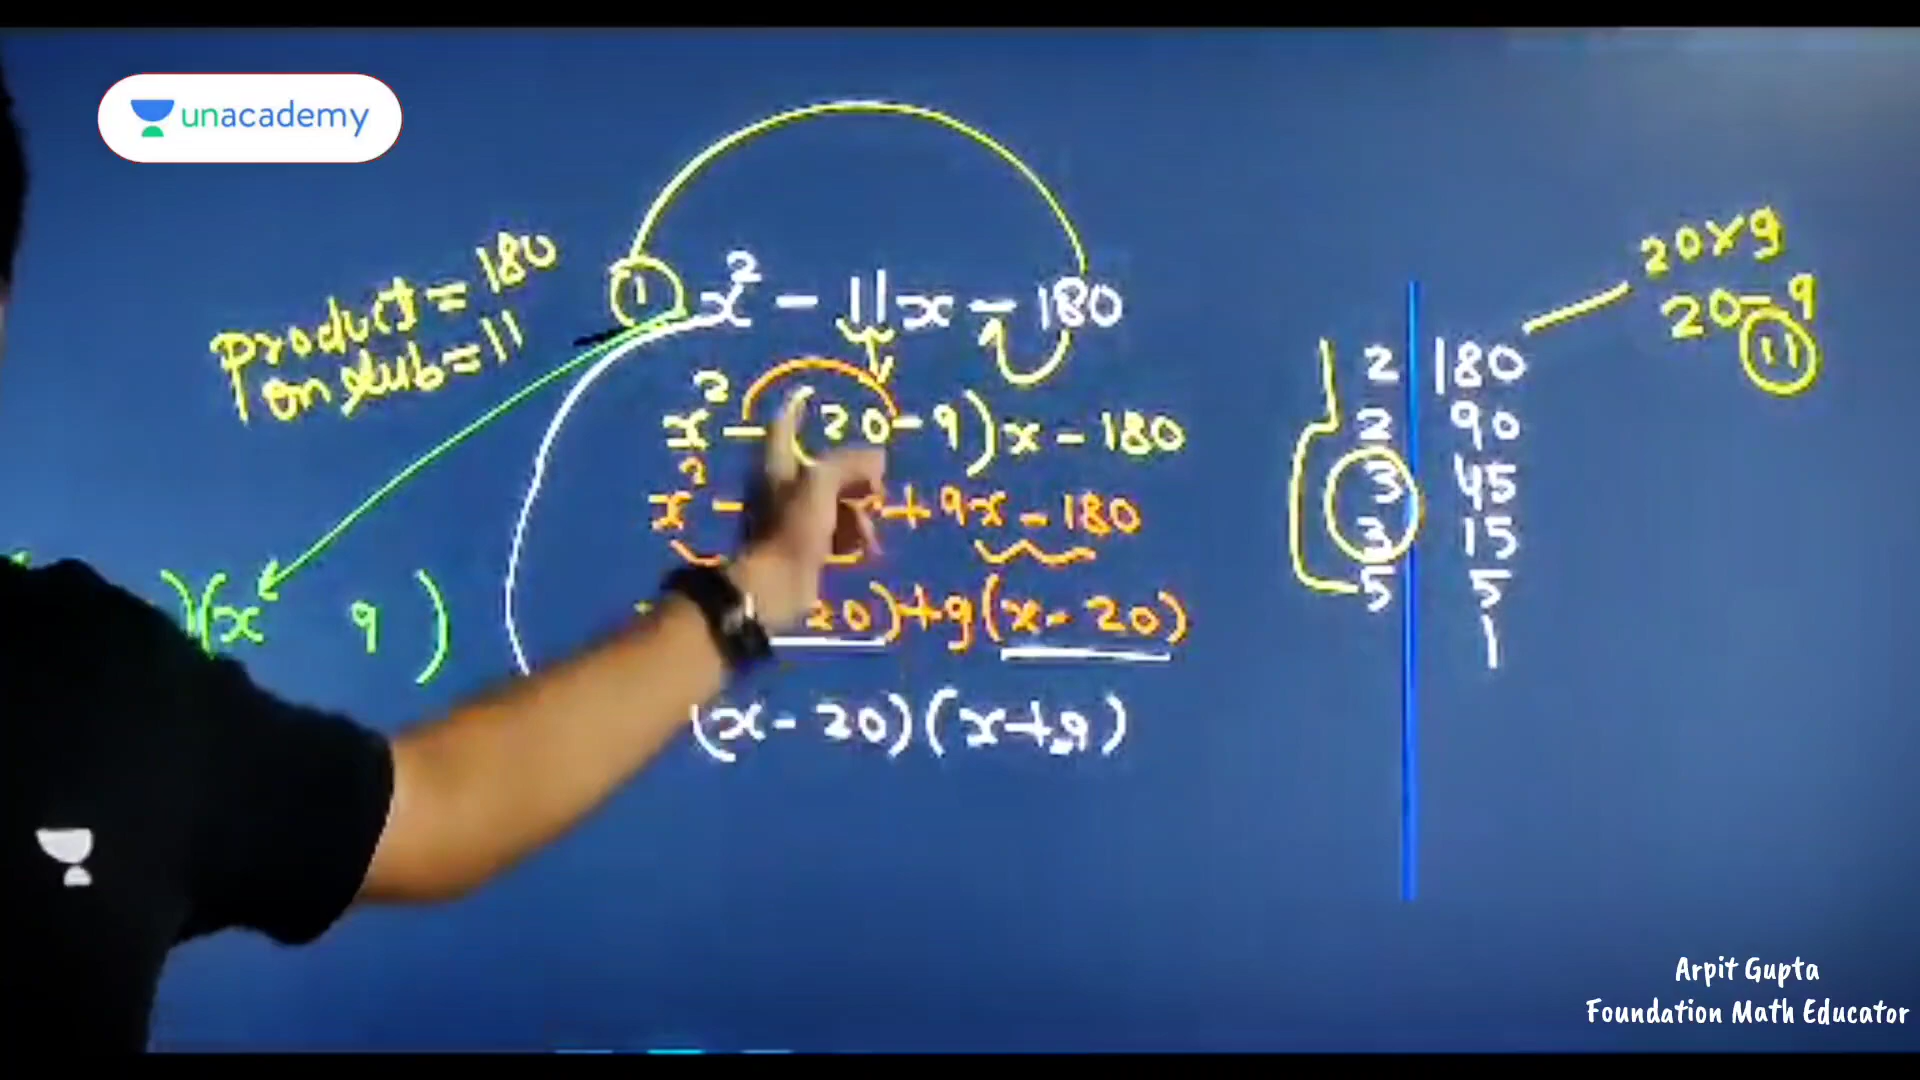 unacademy
product = 180
on sub = 11
1 x² - 11x - 180
x² - (20-9)x - 180
x² - x + 9x - 180
20) + 9(x - 20)
(x - 20)(x + 9)
)(x 9 )
20 x 9
20 - 9
11
2 180
2 90
3 45
3 15
5 5
1
Arpit Gupta
Foundation Math Educator